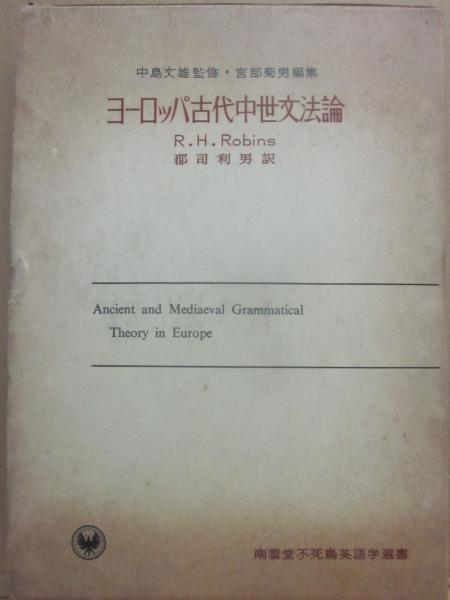 中島文雄監修・宮部菊男編集
ヨーロッパ古代中世文法論
R.H.Robins
郡司利男訳
Ancient and Mediaeval Grammatical
Theory in Europe
南雲堂不死鳥英語学選書